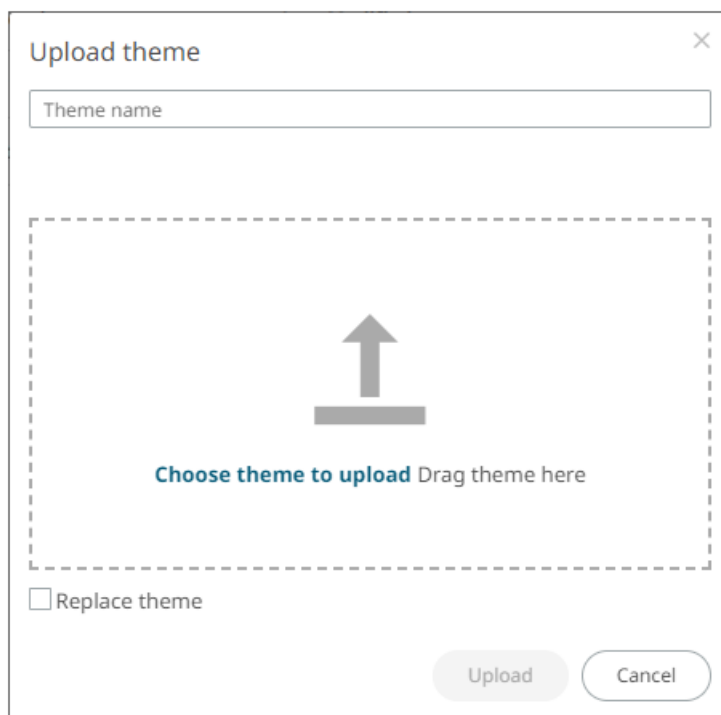 Upload theme
Theme name
Choose theme to upload Drag theme here
Replace theme
Upload Cancel